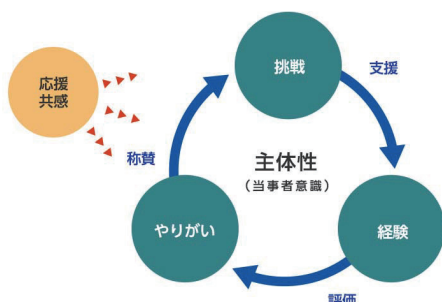 応援
共感
挑戦
支援
称賛
主体性
（当事者意識）
やりがい
経験
評価